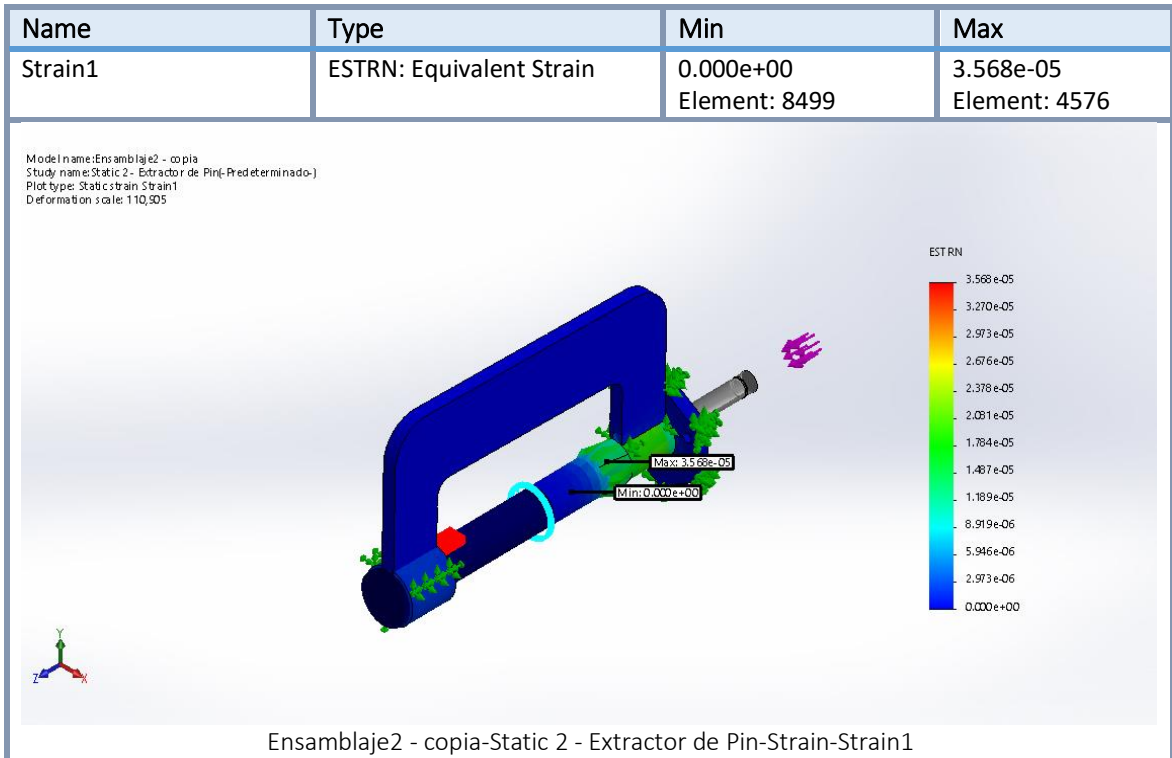 Name Type Min Max
Strain1 ESTRN: Equivalent Strain 0.000e+00 3.568e-05
Element: 8499 Element: 4576
Model name:Ensamblaje2 - copia
Study name:Static 2 - Extractor de Pin(-Predeterminado-)
Plot type: Static strain Strain1
Deformation scale: 110,905
ESTRN
3.568e-05
3.270e-05
2.973e-05
2.676e-05
2.378e-05
2.081e-05
1.784e-05
1.487e-05
1.189e-05
8.919e-06
5.946e-06
2.973e-06
0.000e+00
Max: 3.568e-05
Min: 0.000e+00
Y
Z X
Ensamblaje2 - copia-Static 2 - Extractor de Pin-Strain-Strain1